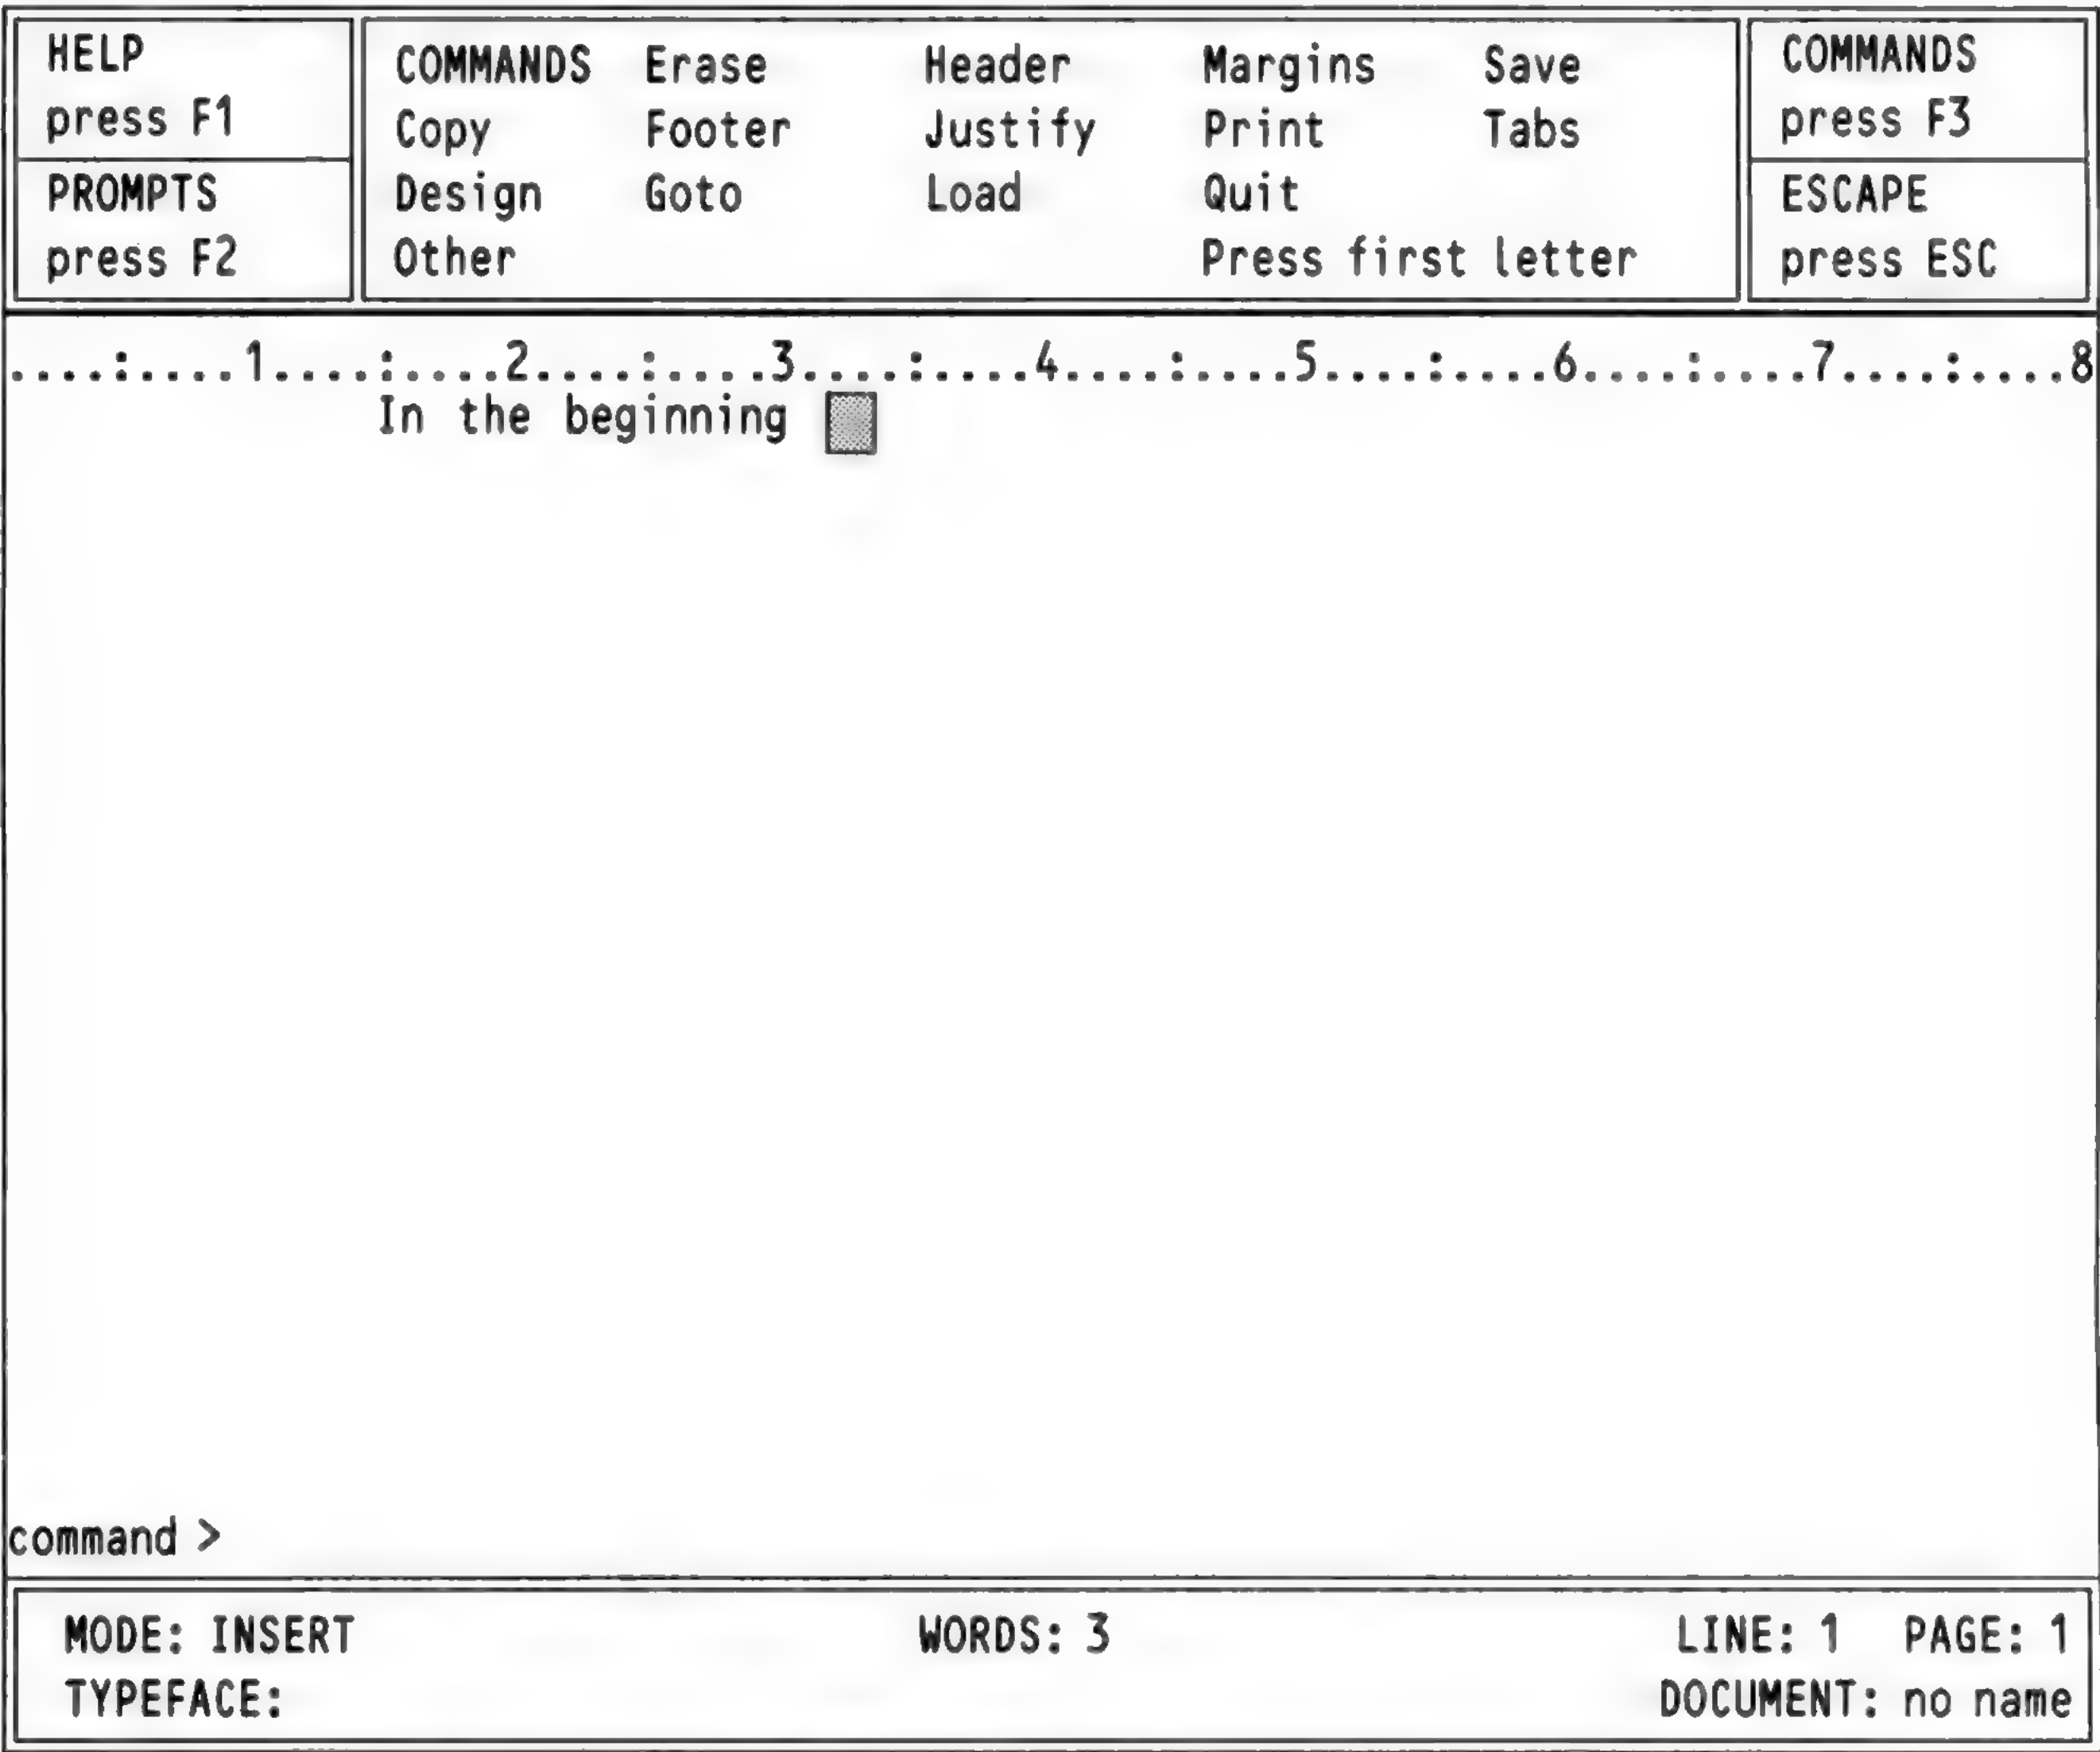 HELP
press F1
PROMPTS
press F2
COMMANDS Erase Header Margins Save
Copy Footer Justify Print Tabs
Design Goto Load Quit
Other Press first letter
COMMANDS
press F3
ESCAPE
press ESC
....:....1....:....2....:....3....:....4....:....5....:....6....:....7....:....8
In the beginning
command >
MODE: INSERT WORDS: 3 LINE: 1 PAGE: 1
TYPEFACE: DOCUMENT: no name